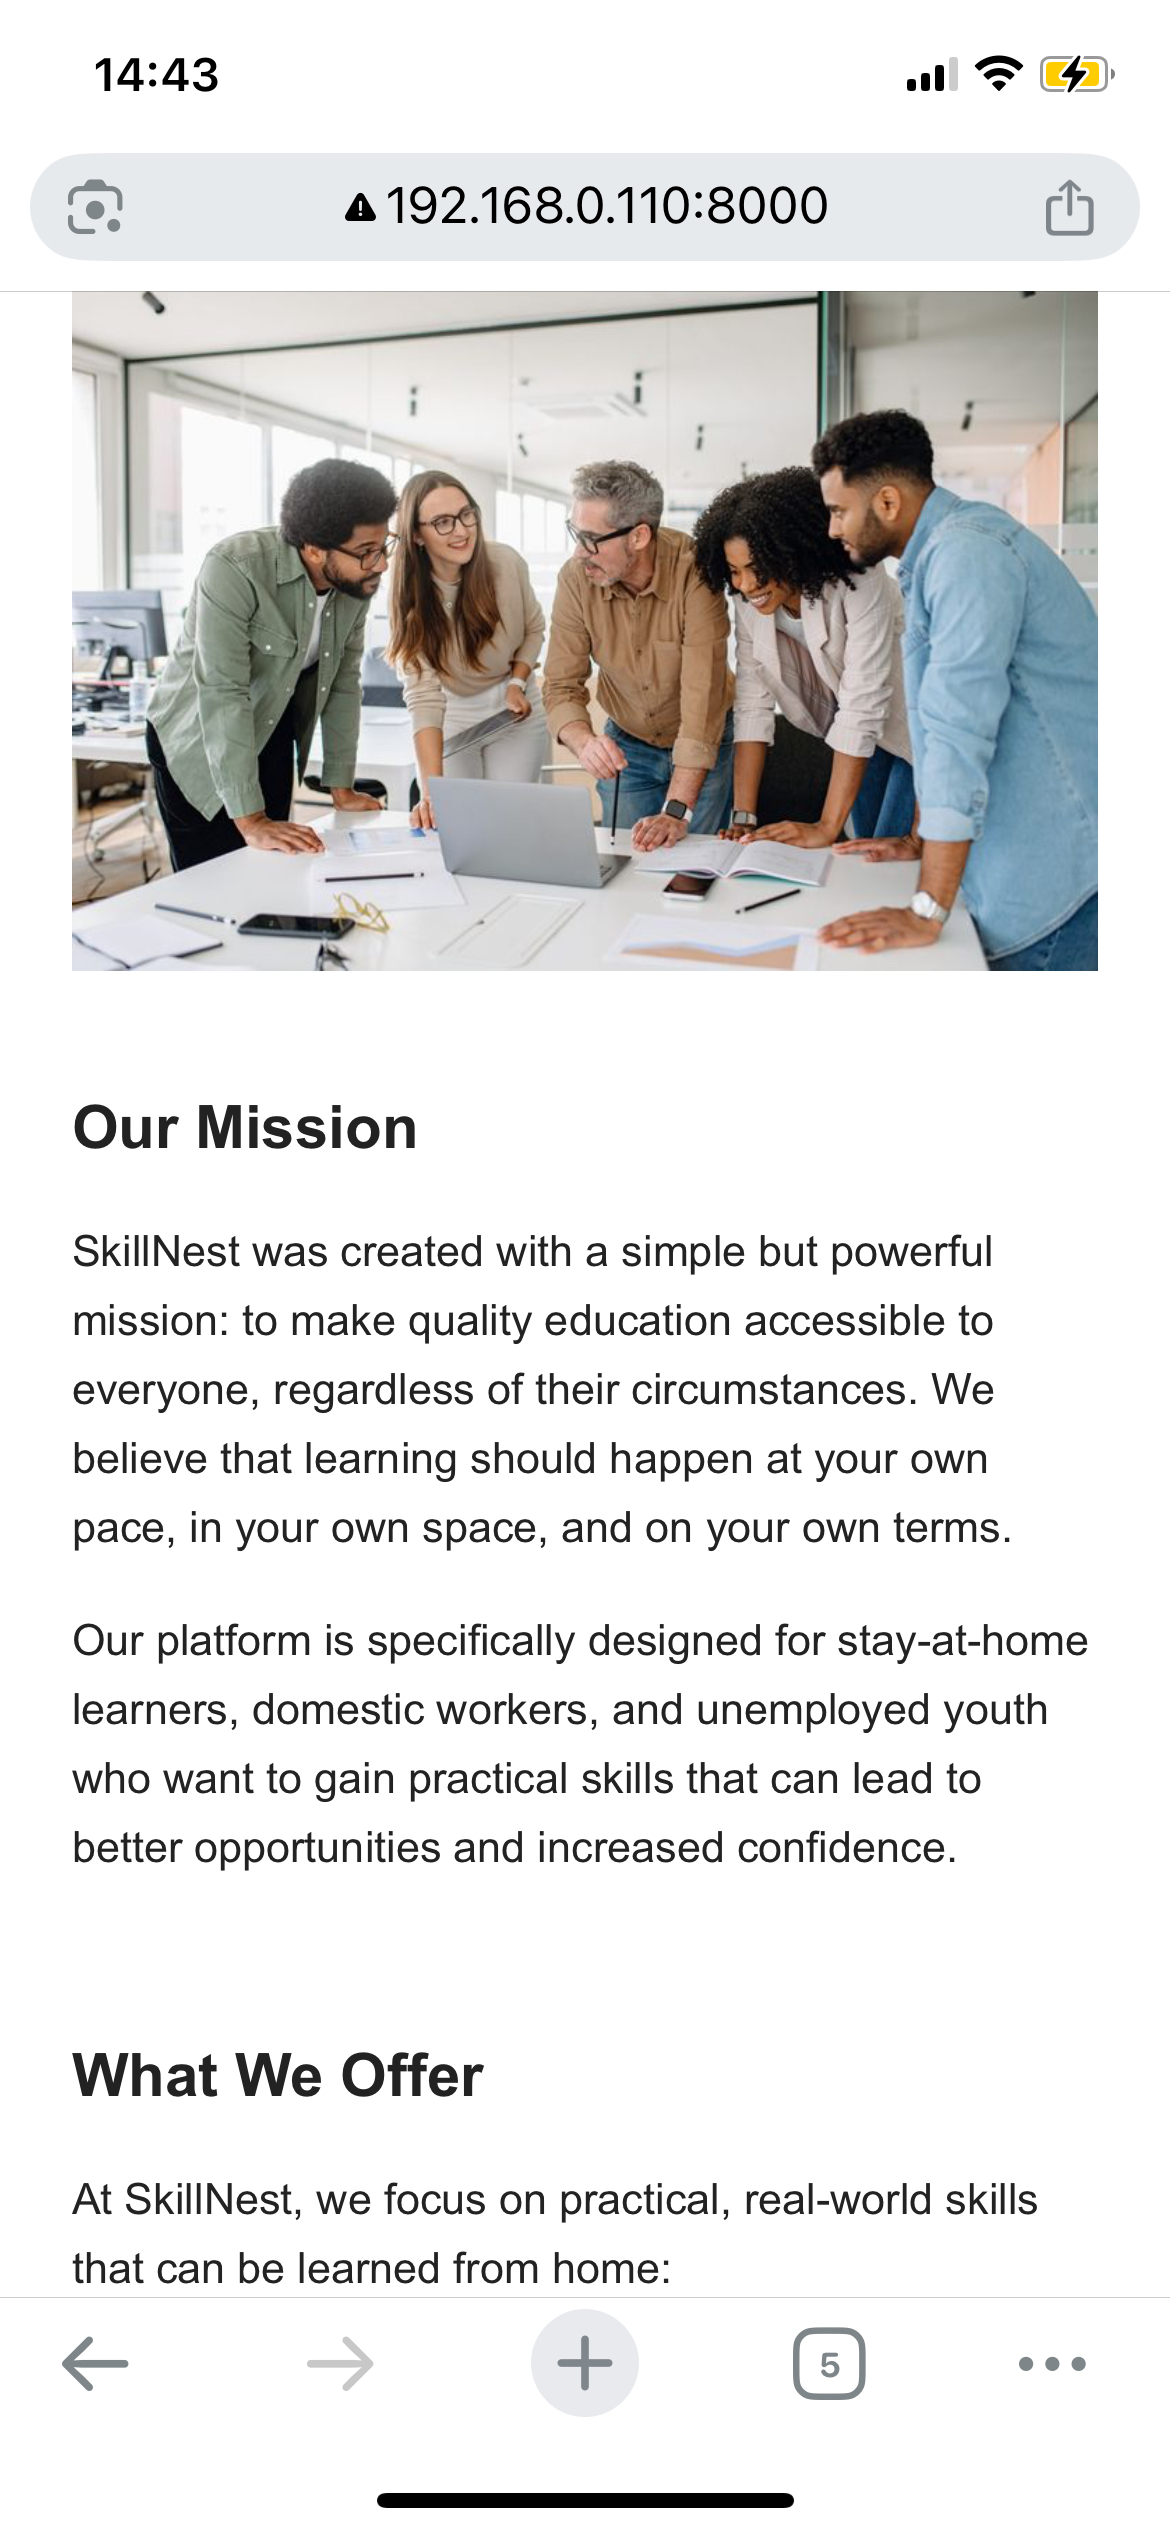 14:43
192.168.0.110:8000
Our Mission
SkillNest was created with a simple but powerful
mission: to make quality education accessible to
everyone, regardless of their circumstances. We
believe that learning should happen at your own
pace, in your own space, and on your own terms.
Our platform is specifically designed for stay-at-home
learners, domestic workers, and unemployed youth
who want to gain practical skills that can lead to
better opportunities and increased confidence.
What We Offer
At SkillNest, we focus on practical, real-world skills
that can be learned from home:
5